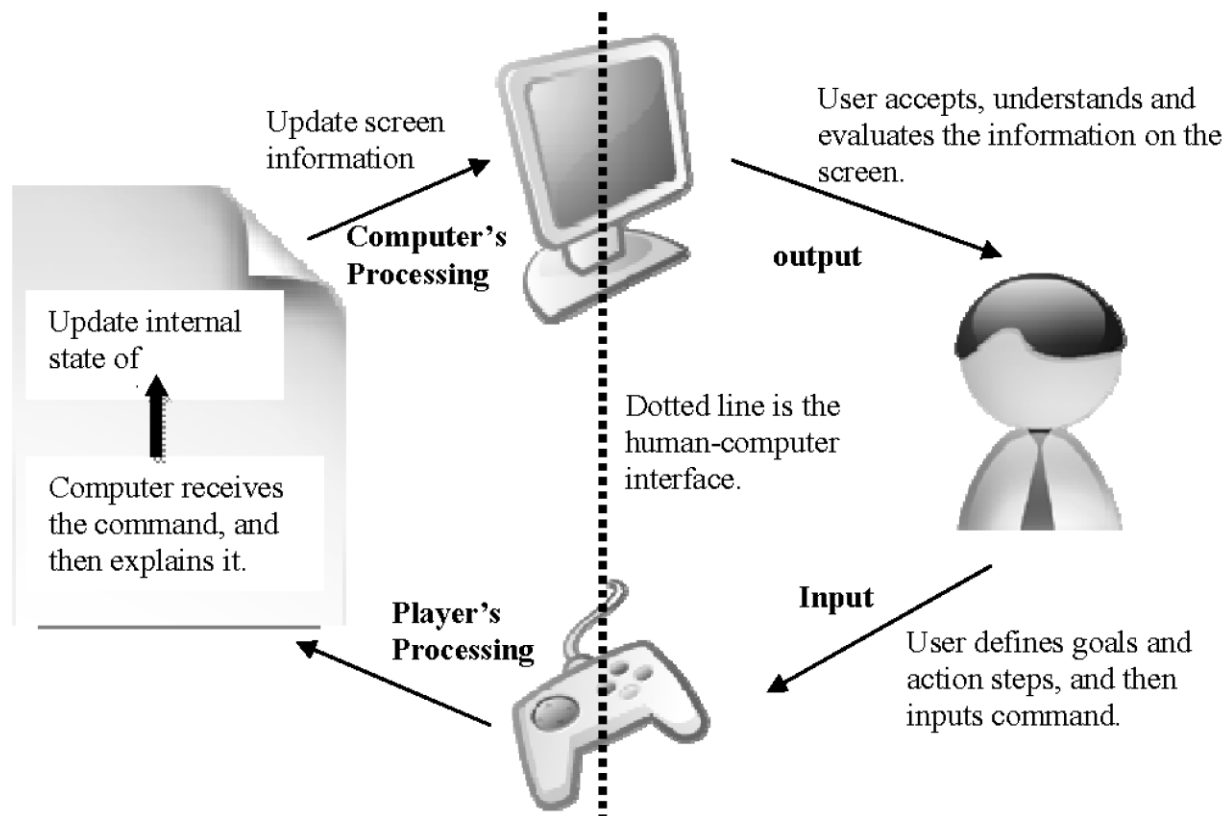 Update screen
information
Computer's
Processing
User accepts, understands and
evaluates the information on the
screen.
output
Update internal
state of
Computer receives
the command, and
then explains it.
Dotted line is the
human-computer
interface.
Player's
Processing
Input
User defines goals and
action steps, and then
inputs command.